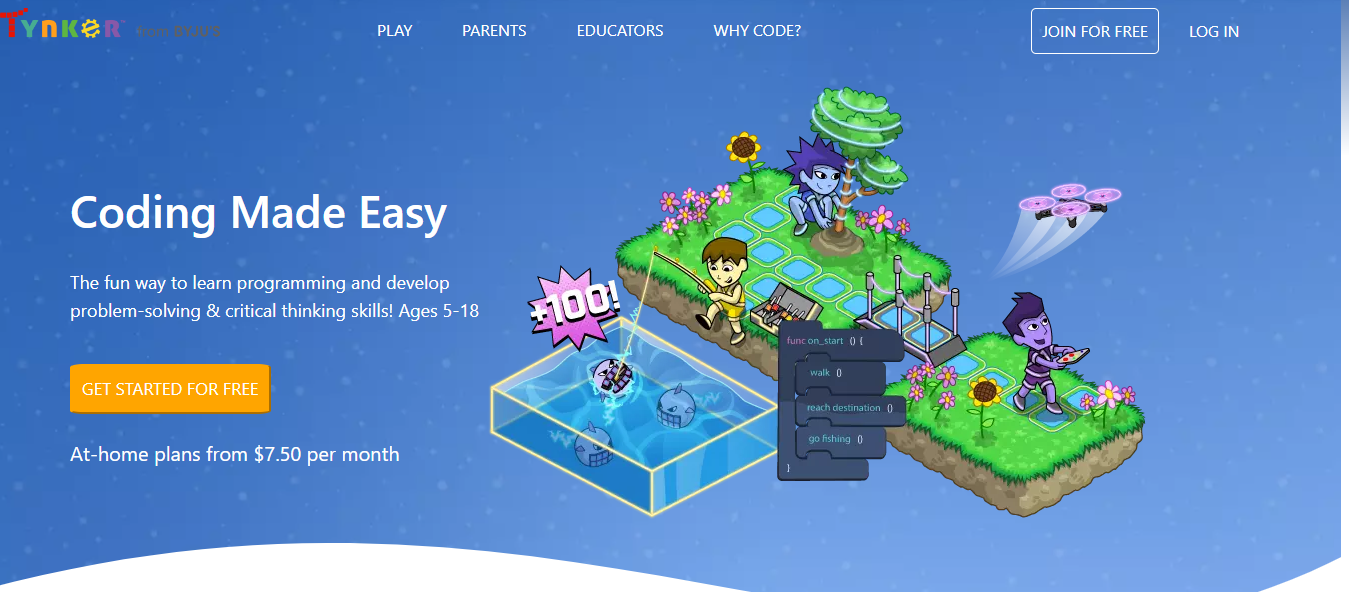 TYNKER from BYJU'S
PLAY
PARENTS
EDUCATORS
WHY CODE?
JOIN FOR FREE
LOG IN
Coding Made Easy
The fun way to learn programming and develop
problem-solving & critical thinking skills! Ages 5-18
GET STARTED FOR FREE
At-home plans from $7.50 per month
+100!
func on_start () {
walk ()
reach destination ()
go fishing ()
}